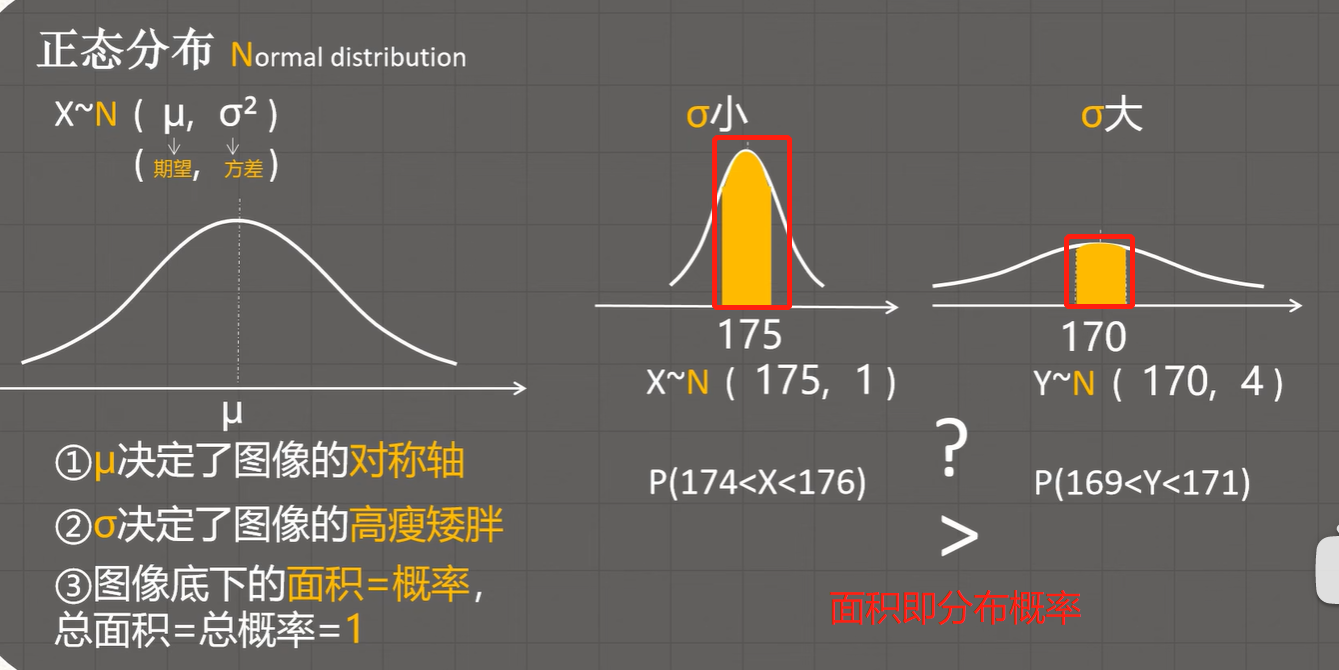 正态分布 Normal distribution
X~N ( μ, σ² )
( 期望, 方差 )
μ
①μ决定了图像的对称轴
②σ决定了图像的高瘦矮胖
③图像底下的面积=概率,
总面积=总概率=1
σ小
175
X~N ( 175, 1 )
P(174<X<176)
?
>
σ大
170
Y~N ( 170, 4 )
P(169<Y<171)
面积即分布概率